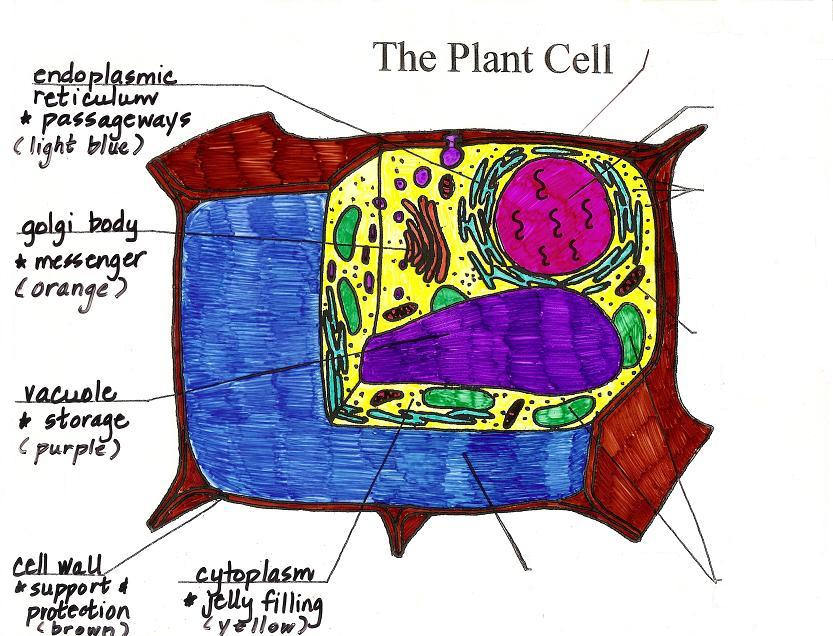 The Plant Cell
endoplasmic
reticulum
* passageways
(light blue)
golgi body
* messenger
(orange)
vacuole
* storage
(purple)
cell wall
* support &
protection
(brown)
cytoplasm
* jelly filling
(yellow)